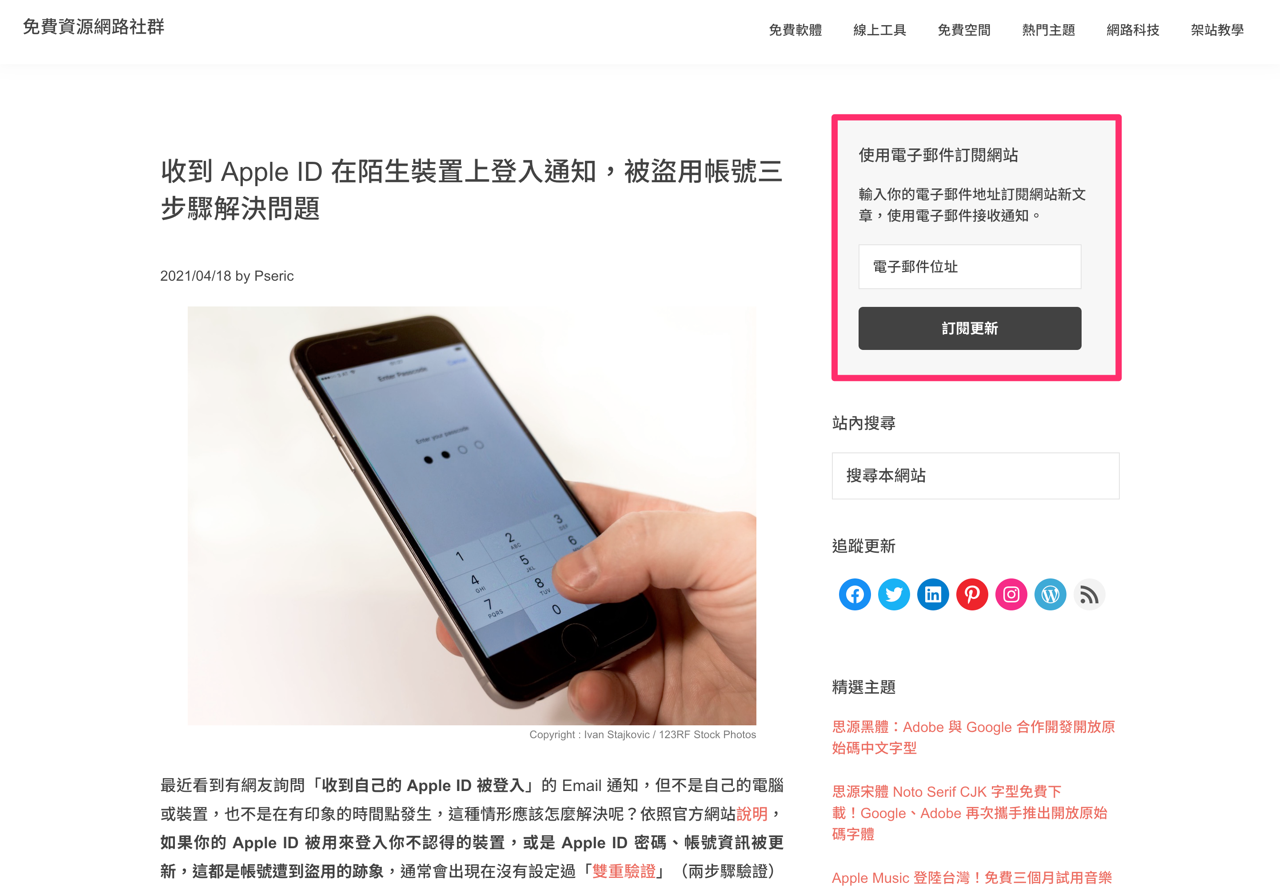 免費資源網路社群
免費軟體 線上工具 免費空間 熱門主題 網路科技 架站教學
收到 Apple ID 在陌生裝置上登入通知，被盜用帳號三
步驟解決問題
2021/04/18 by Pseric
Enter Passcode
Cancel
Enter your passcode
1
2
ABC
3
4
GHI
5
JKL
6
7
PQRS
8
TUV
0
Copyright : Ivan Stajkovic / 123RF Stock Photos
最近看到有網友詢問「收到自己的 Apple ID 被登入」的 Email 通知，但不是自己的電腦
或裝置，也不是在有印象的時間點發生，這種情形應該怎麼解決呢？依照官方網站說明，
如果你的 Apple ID 被用來登入你不認得的裝置，或是 Apple ID 密碼、帳號資訊被更
新，這都是帳號遭到盜用的跡象，通常會出現在沒有設定過「雙重驗證」（兩步驟驗證）
使用電子郵件訂閱網站
輸入你的電子郵件地址訂閱網站新文
章，使用電子郵件接收通知。
電子郵件位址
訂閱更新
站內搜尋
搜尋本網站
追蹤更新
精選主題
思源黑體：Adobe 與 Google 合作開發開放原
始碼中文字型
思源宋體 Noto Serif CJK 字型免費下
載！Google、Adobe 再次攜手推出開放原始
碼字體
Apple Music 登陸台灣！免費三個月試用音樂